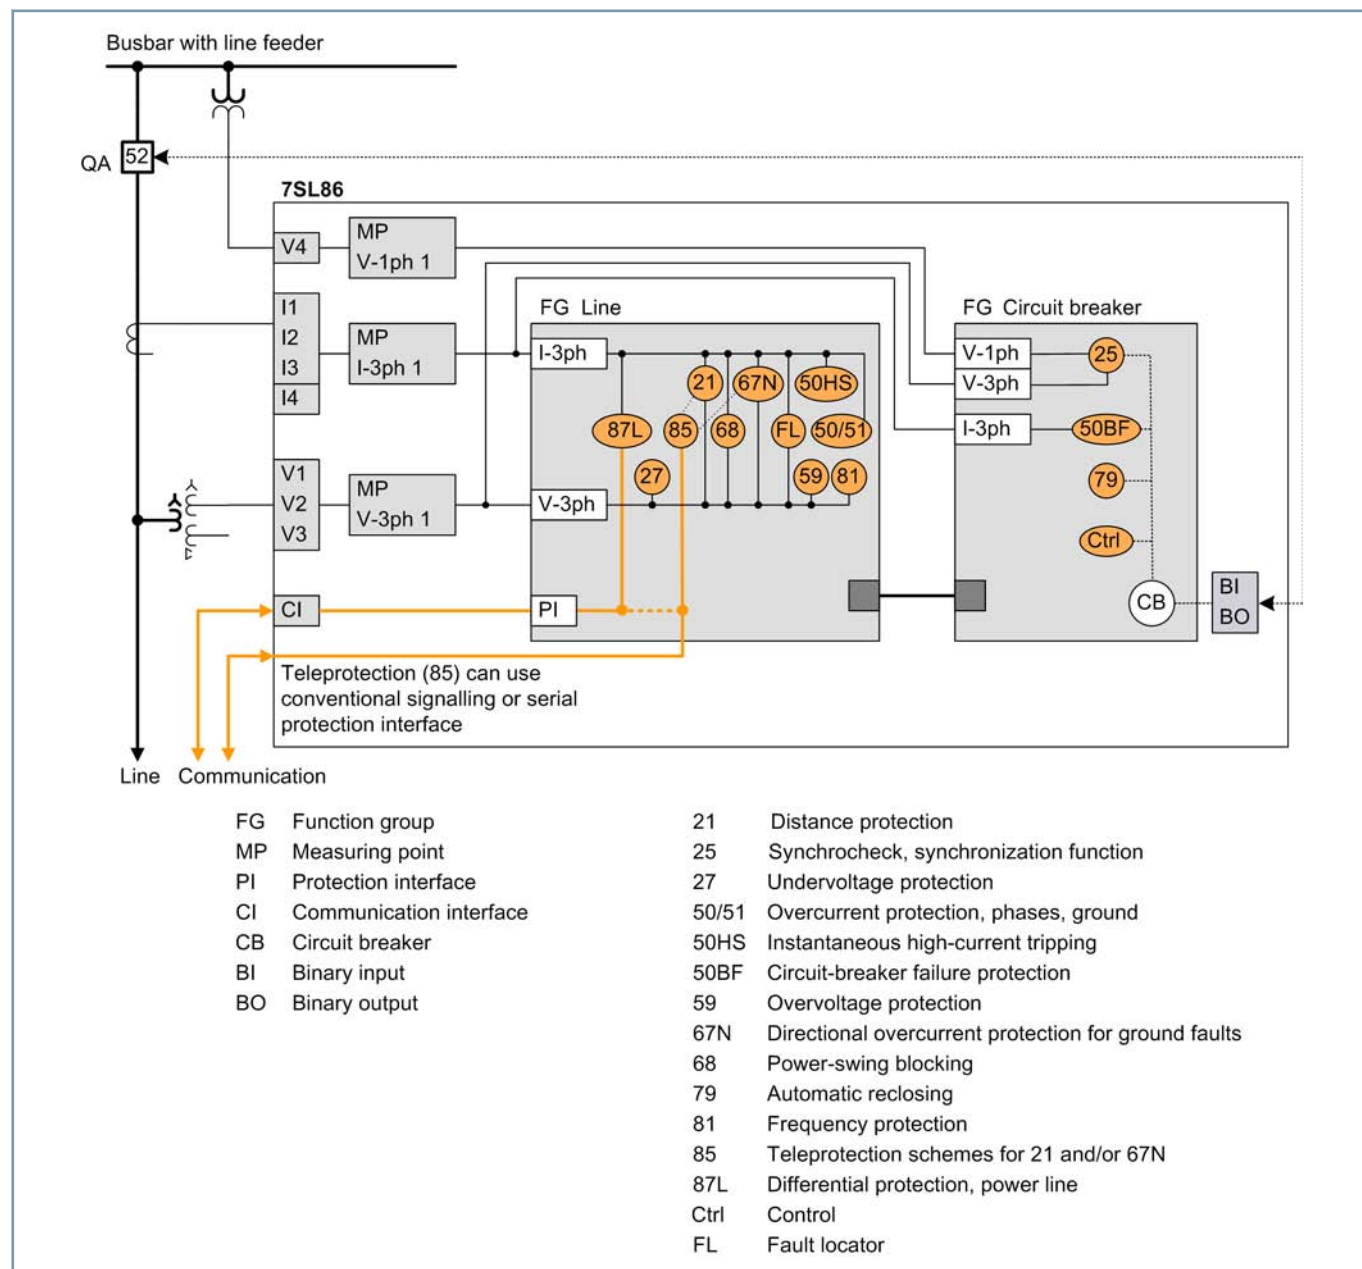 Busbar with line feeder
QA
52
7SL86
V4
MP
V-1ph 1
I1
I2
I3
I4
MP
I-3ph 1
V1
V2
V3
MP
V-3ph 1
CI
FG Line
I-3ph
21
67N
50HS
87L
85
68
FL
50/51
27
59
81
V-3ph
PI
FG Circuit breaker
V-1ph
V-3ph
I-3ph
25
50BF
79
Ctrl
CB
BI
BO
Teleprotection (85) can use
conventional signalling or serial
protection interface
Line
Communication
FG Function group
MP Measuring point
PI Protection interface
CI Communication interface
CB Circuit breaker
BI Binary input
BO Binary output
21 Distance protection
25 Synchrocheck, synchronization function
27 Undervoltage protection
50/51 Overcurrent protection, phases, ground
50HS Instantaneous high-current tripping
50BF Circuit-breaker failure protection
59 Overvoltage protection
67N Directional overcurrent protection for ground faults
68 Power-swing blocking
79 Automatic reclosing
81 Frequency protection
85 Teleprotection schemes for 21 and/or 67N
87L Differential protection, power line
Ctrl Control
FL Fault locator